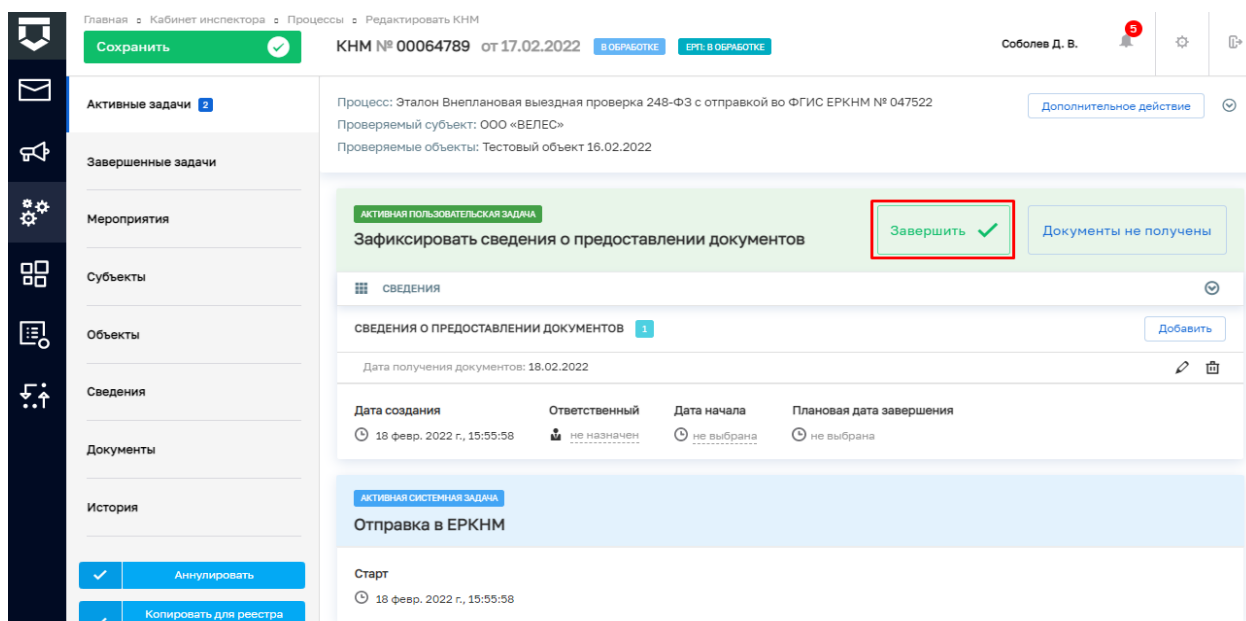 Главная Кабинет инспектора Процессы Редактировать КНМ
Сохранить
КНМ № 00064789 от 17.02.2022 В ОБРАБОТКЕ ЕРП: В ОБРАБОТКЕ
Соболев Д. В.
5
Активные задачи 2
Завершенные задачи
Мероприятия
Субъекты
Объекты
Сведения
Документы
История
Аннулировать
Копировать для реестра
Процесс: Эталон Внеплановая выездная проверка 248-ФЗ с отправкой во ФГИС ЕРКНМ № 047522
Дополнительное действие
Проверяемый субъект: ООО «ВЕЛЕС»
Проверяемые объекты: Тестовый объект 16.02.2022
АКТИВНАЯ ПОЛЬЗОВАТЕЛЬСКАЯ ЗАДАЧА
Зафиксировать сведения о предоставлении документов
Завершить
Документы не получены
СВЕДЕНИЯ
СВЕДЕНИЯ О ПРЕДОСТАВЛЕНИИ ДОКУМЕНТОВ 1
Добавить
Дата получения документов: 18.02.2022
Дата создания Ответственный Дата начала Плановая дата завершения
18 февр. 2022 г., 15:55:58 не назначен не выбрана не выбрана
АКТИВНАЯ СИСТЕМНАЯ ЗАДАЧА
Отправка в ЕРКНМ
Старт
18 февр. 2022 г., 15:55:58